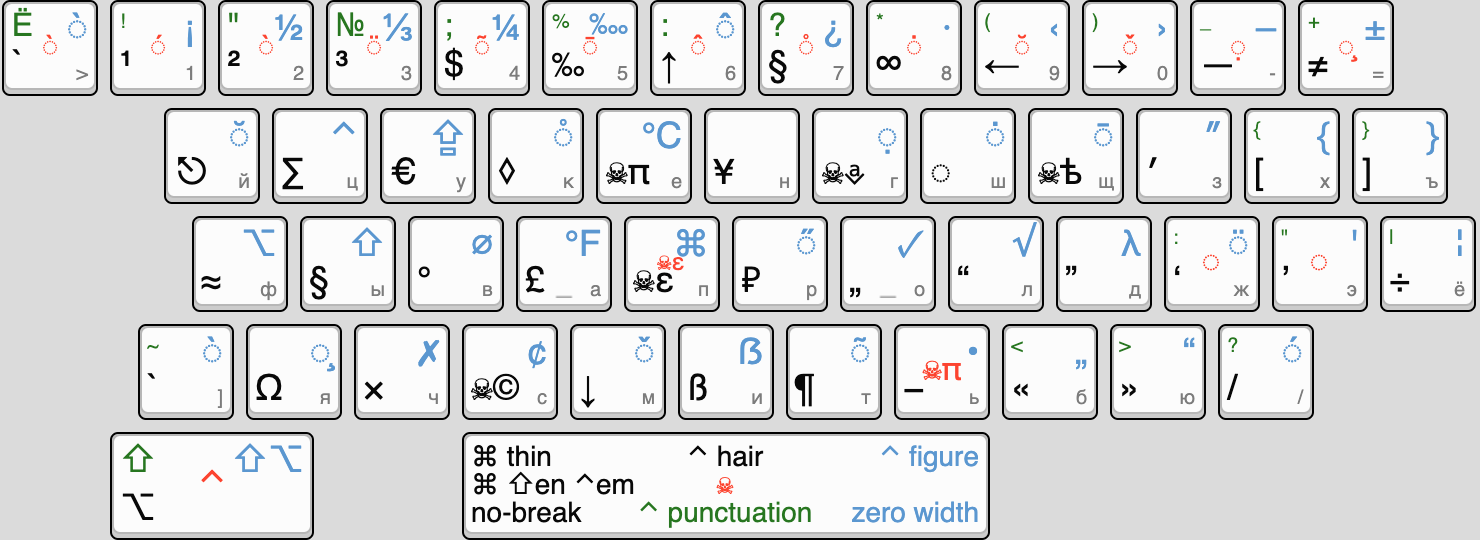 Ё ◌̀ ◌̀ ` >
! ◌́ ¡ 1 1
" ◌̀ ½ 2 2
№ ◌̈ ⅓ 3 3
; ◌̃ ¼ $ 4
% ◌̄ ‱ ‰ 5
: ◌̂ ◌̂ ↑ 6
? ◌̊ ¿ § 7
* ◌̇ · ∞ 8
( ◌̆ ‹ ← 9
) ◌̌ › → 0
_ ◌̣ – — -
+ ◌̧ ± ≠ =
◌̆ ⎋ й
^ ∑ ц
⇪ € у
◌̊ ◊ к
°C ☠π е
¥ н
◌̣ ☠ г
◌̇ ◌ ш
◌̄ ☠ѣ щ
″ ′ з
{ { [ х
} } ] ъ
⌥ ≈ ф
⇧ § ы
⌀ ° в
°F £ _ а
⌘ ☠ε ☠ε п
◌̋ ₽ р
✓ „ _ о
√ “ л
λ ” д
: ◌ ◌̈ ‘ ж
" ◌ ' ’ э
| ¦ ÷ ё
~ ◌̀ ` ]
◌̧ Ω я
✗ × ч
¢ ☠© с
◌̌ ↓ м
ẞ ß и
◌̃ ¶ т
☠π • – ь
< „ « б
> “ » ю
? ◌́ / /
⇧ ^ ⇧⌥
⌥
⌘ thin ^ hair ^ figure
⌘ ⇧en ^em ☠
no-break ^ punctuation zero width